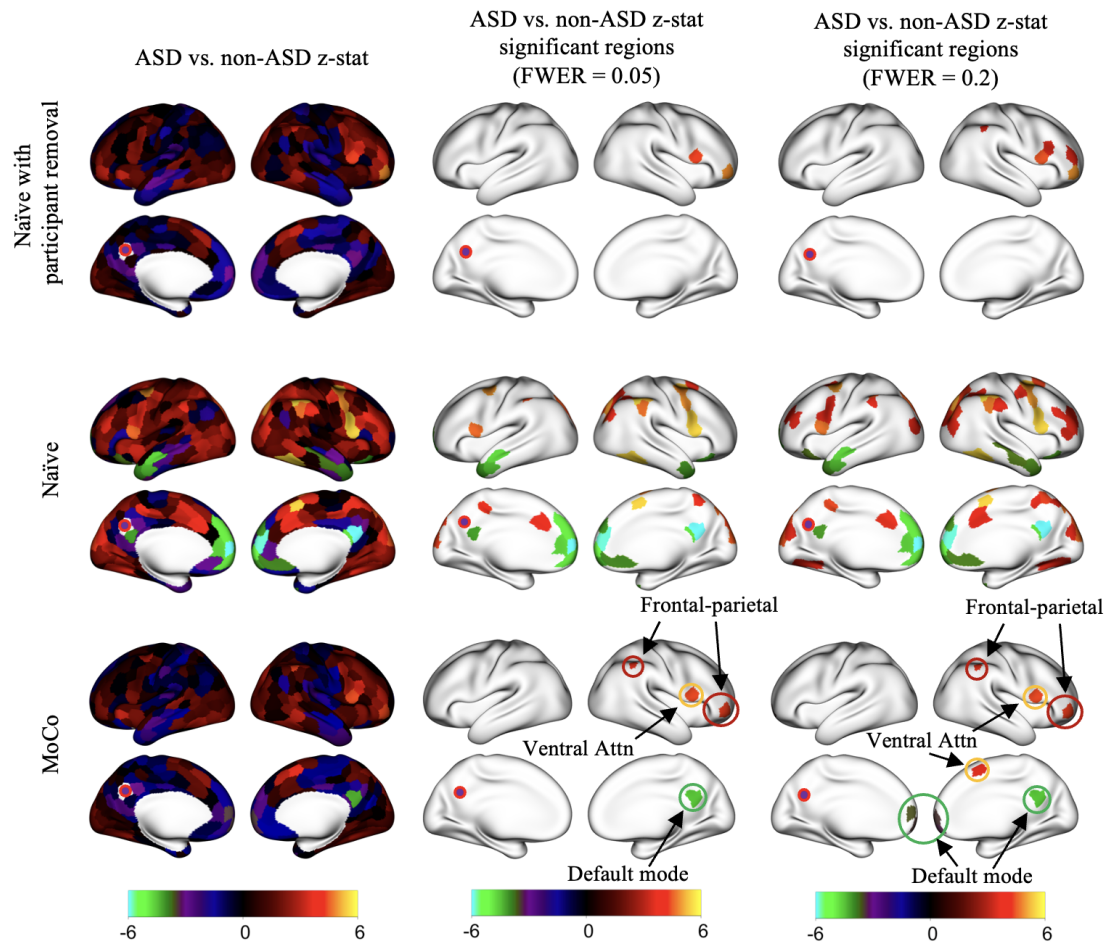 ASD vs. non-ASD z-stat
ASD vs. non-ASD z-stat
significant regions
(FWER = 0.05)
ASD vs. non-ASD z-stat
significant regions
(FWER = 0.2)
Naïve with
participant removal
Naïve
MoCo
Frontal-parietal
Ventral Attn
Default mode
Frontal-parietal
Ventral Attn
Default mode
-6 0 6
-6 0 6
-6 0 6